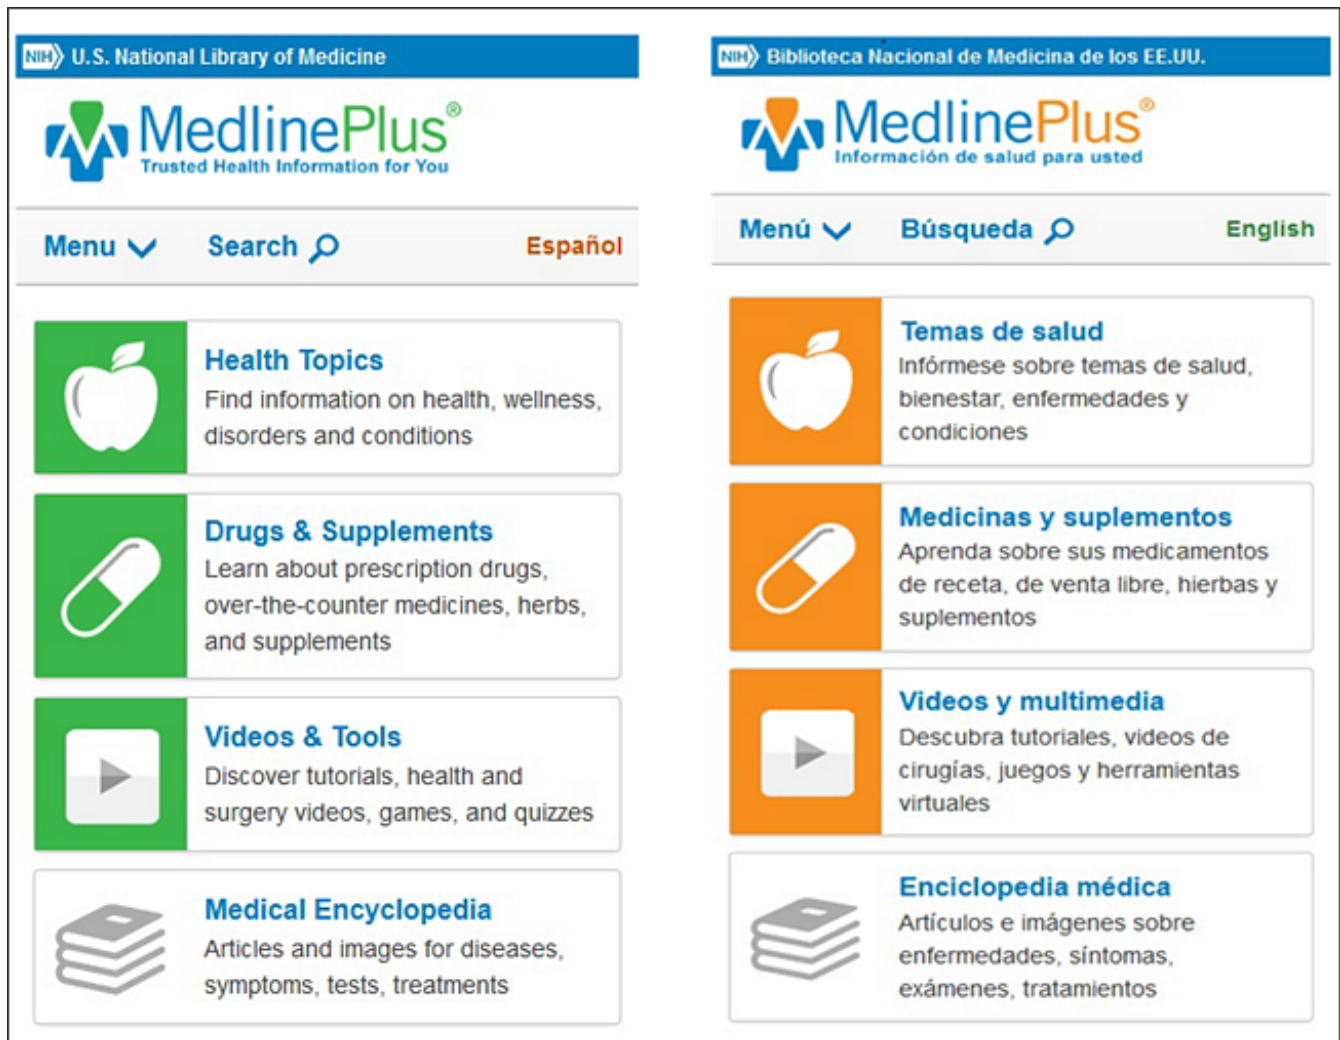 NIH U.S. National Library of Medicine
MedlinePlus®
Trusted Health Information for You
Menu Search Español
Health Topics
Find information on health, wellness,
disorders and conditions
Drugs & Supplements
Learn about prescription drugs,
over-the-counter medicines, herbs,
and supplements
Videos & Tools
Discover tutorials, health and
surgery videos, games, and quizzes
Medical Encyclopedia
Articles and images for diseases,
symptoms, tests, treatments
NIH Biblioteca Nacional de Medicina de los EE.UU.
MedlinePlus®
Información de salud para usted
Menú Búsqueda English
Temas de salud
Infórmese sobre temas de salud,
bienestar, enfermedades y
condiciones
Medicinas y suplementos
Aprenda sobre sus medicamentos
de receta, de venta libre, hierbas y
suplementos
Videos y multimedia
Descubra tutoriales, videos de
cirugías, juegos y herramientas
virtuales
Enciclopedia médica
Artículos e imágenes sobre
enfermedades, síntomas,
exámenes, tratamientos